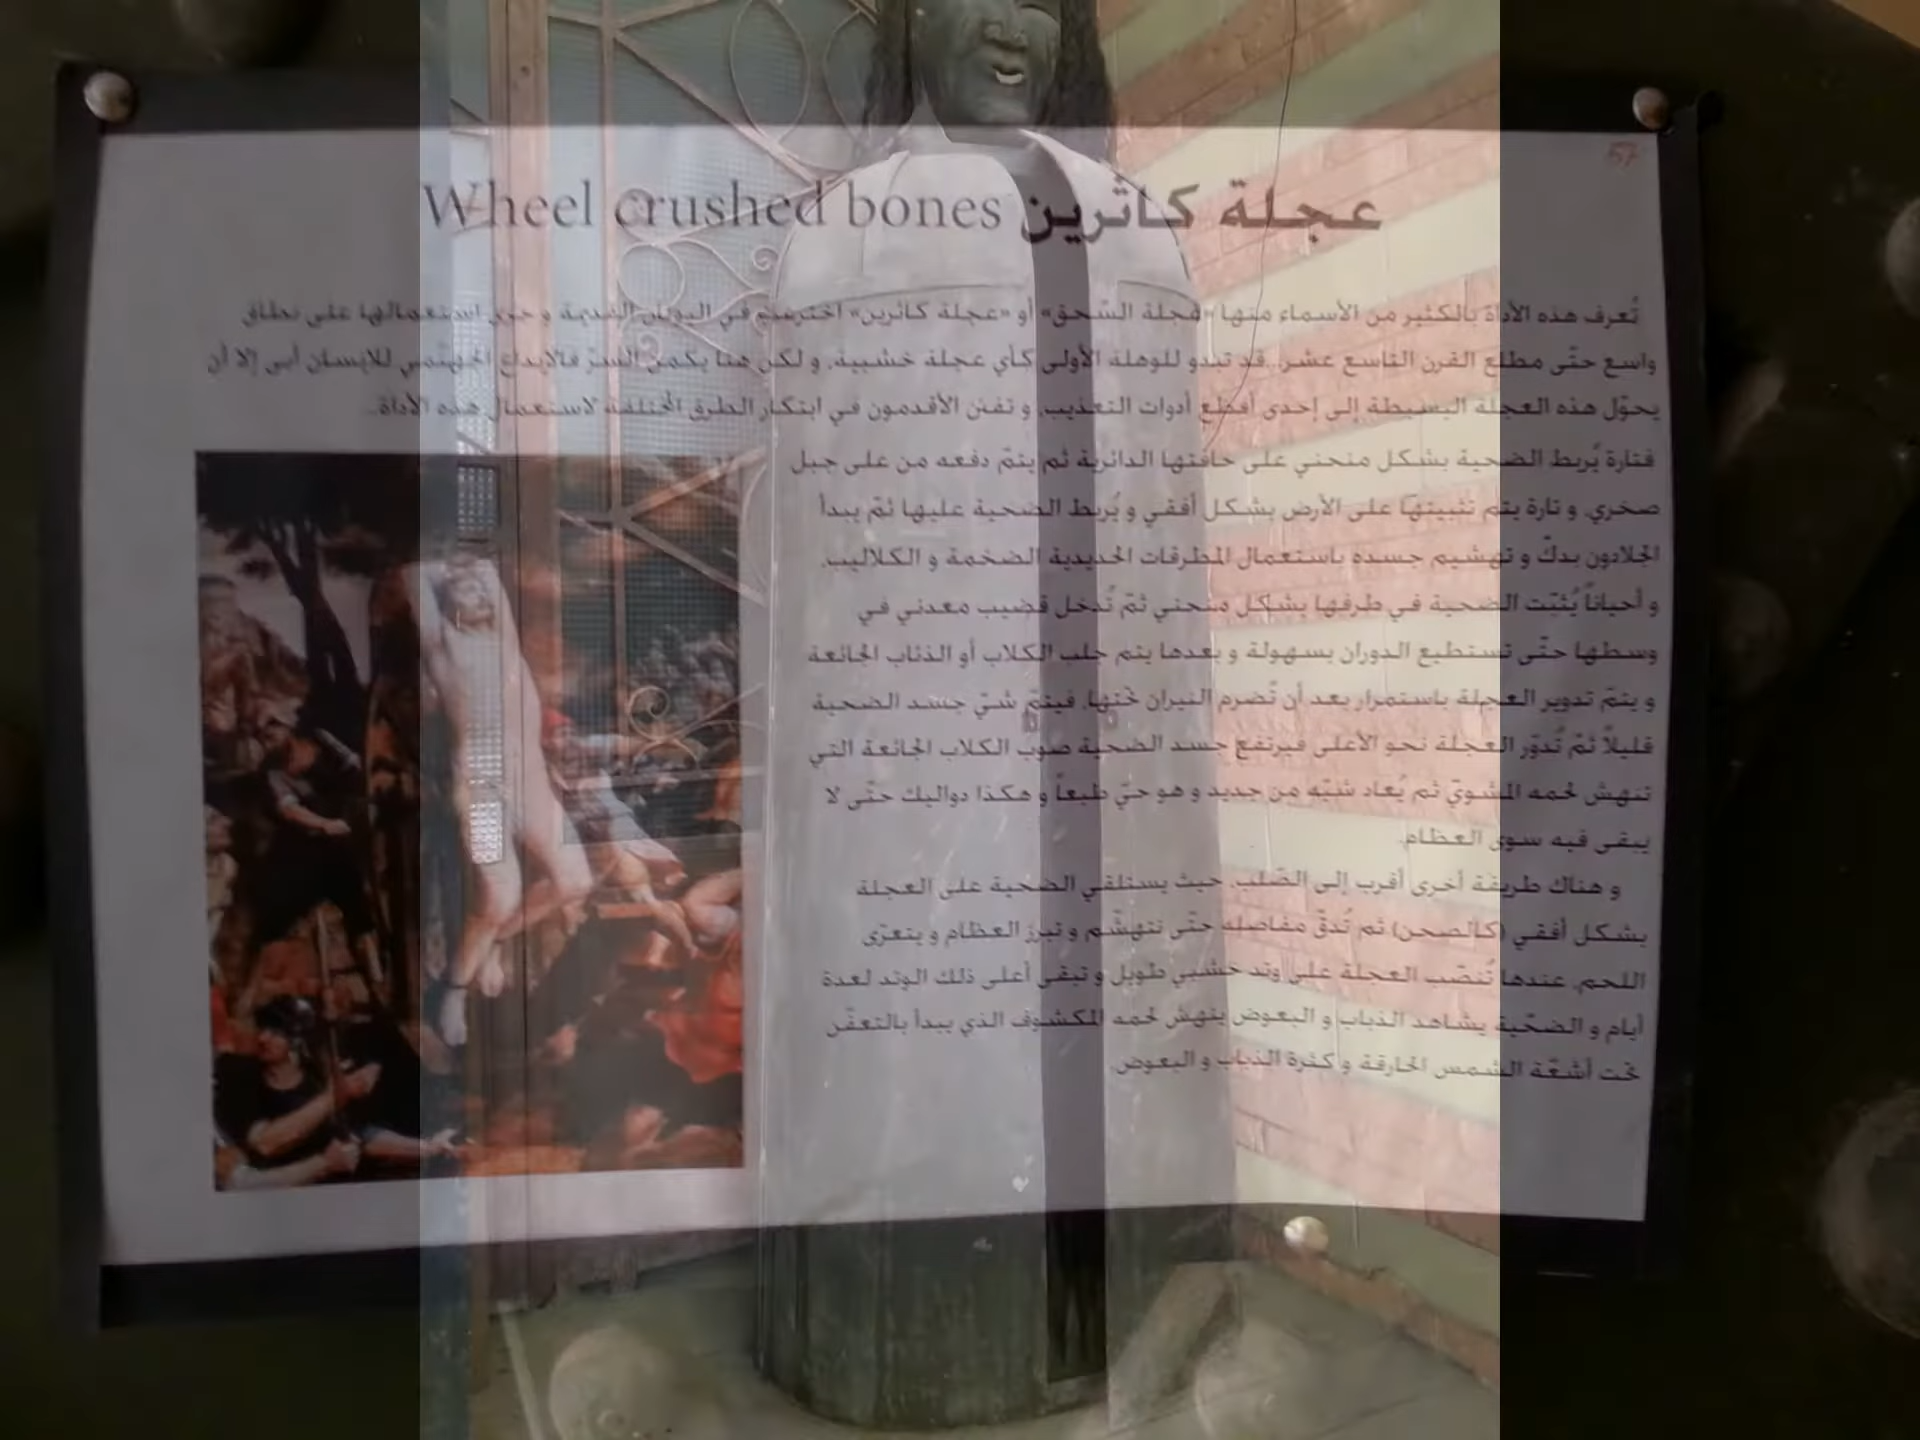 57
Wheel crushed bones عجلة كاثرين
تُعرف هذه الأداة بالكثير من الأسماء منها «عجلة السّحق» أو «عجلة كاثرين» اخترعت في اليونان القديمة و جرى استعمالها على نطاق
واسع حتّى مطلع القرن التاسع عشر. قد تبدو للوهلة الأولى كأي عجلة خشبية. و لكن هنا يكمن السرّ فالإبداع الجهنّمي للإنسان أبى إلا أن
يحوّل هذه العجلة البسيطة إلى إحدى أفظع أدوات التعذيب. و تفنن الأقدمون في ابتكار الطرق المختلفة لاستعمال هذه الأداة.
فتارة يُربط الضحية بشكل منحني على حافتها الدائرية ثم يتمّ دفعه من على جبل
صخري. و تارة يتم تثبيتها على الأرض بشكل أفقي و يُربط الضحية عليها ثمّ يبدأ
الجلادون بدكّ و تهشيم جسده باستعمال المطرقات الحديدية الضخمة و الكلاليب.
و أحياناً يُثبّت الضحية في طرفها بشكل منحني ثمّ تُدخل قضيب معدني في
وسطها حتّى تستطيع الدوران بسهولة و بعدها يتم جلب الكلاب أو الذئاب الجائعة
و يتمّ تدوير العجلة باستمرار بعد أن تُضرم النيران تحتها. فيتمّ شيّ جسد الضحية
قليلاً ثمّ تُدوّر العجلة نحو الأعلى فيرتفع جسد الضحية صوب الكلاب الجائعة التي
تنهش لحمه المشويّ ثم يُعاد شيّه من جديد و هو حيّ طبعاً و هكذا دواليك حتّى لا
يبقى فيه سوى العظام.
و هناك طريقة أخرى أقرب إلى الصّلب. حيث يستلقي الضحية على العجلة
بشكل أفقي (كالصحن) ثم تُدقّ مفاصله حتّى تتهشّم و تبرز العظام و يتعرّى
اللحم. عندها تُنصّب العجلة على وتد خشبي طويل و تبقى أعلى ذلك الوتد لعدة
أيام و الضحّية يشاهد الذباب و البعوض ينهش لحمه المكشوف الذي يبدأ بالتعفّن
تحت أشعّة الشمس الحارقة و كثرة الذباب و البعوض.